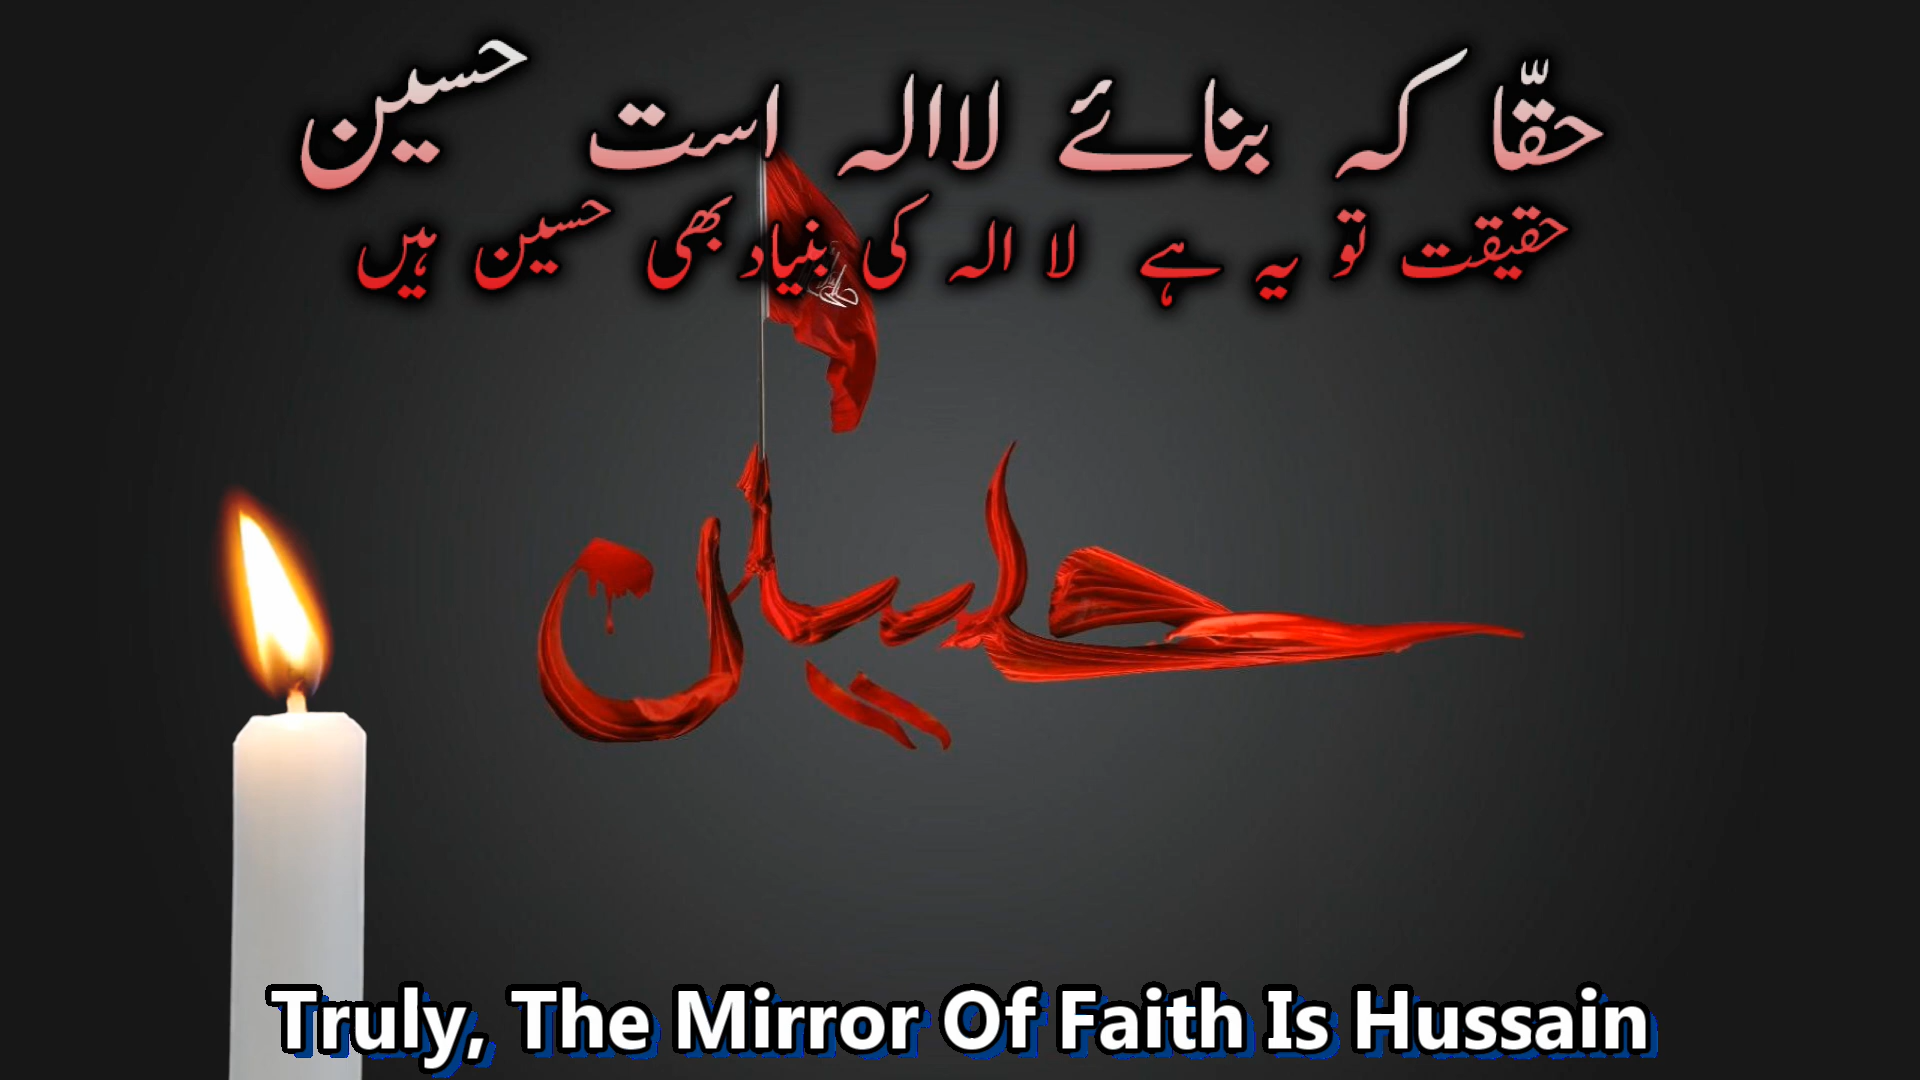 حقّا کہ بنائے لاالہ است حسین
حقیقت تو یہ ہے لا الہ کی بنیاد بھی حسین ہیں
حسین
Truly, The Mirror Of Faith Is Hussain